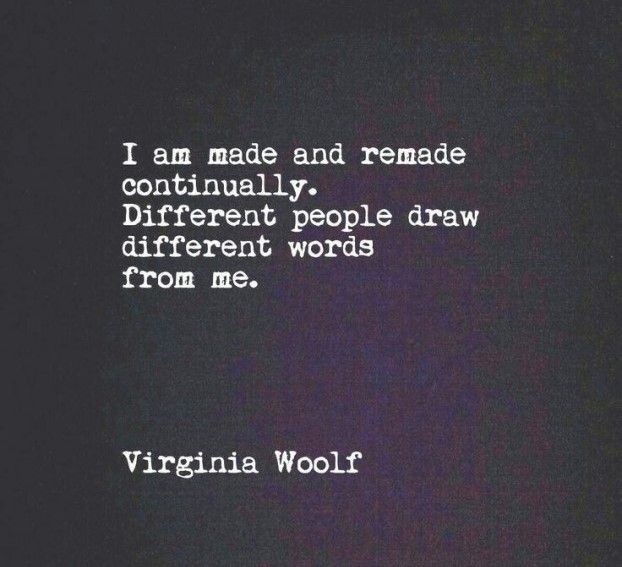 I am made and remade
continually.
Different people draw
different words
from me.
Virginia Woolf